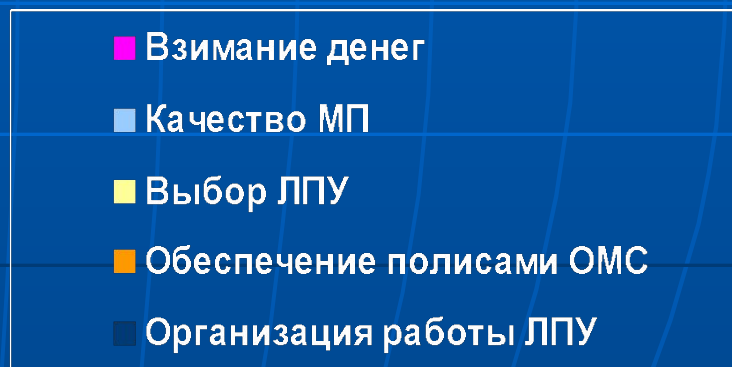 Взимание денег
Качество МП
Выбор ЛПУ
Обеспечение полисами ОМС
Организация работы ЛПУ